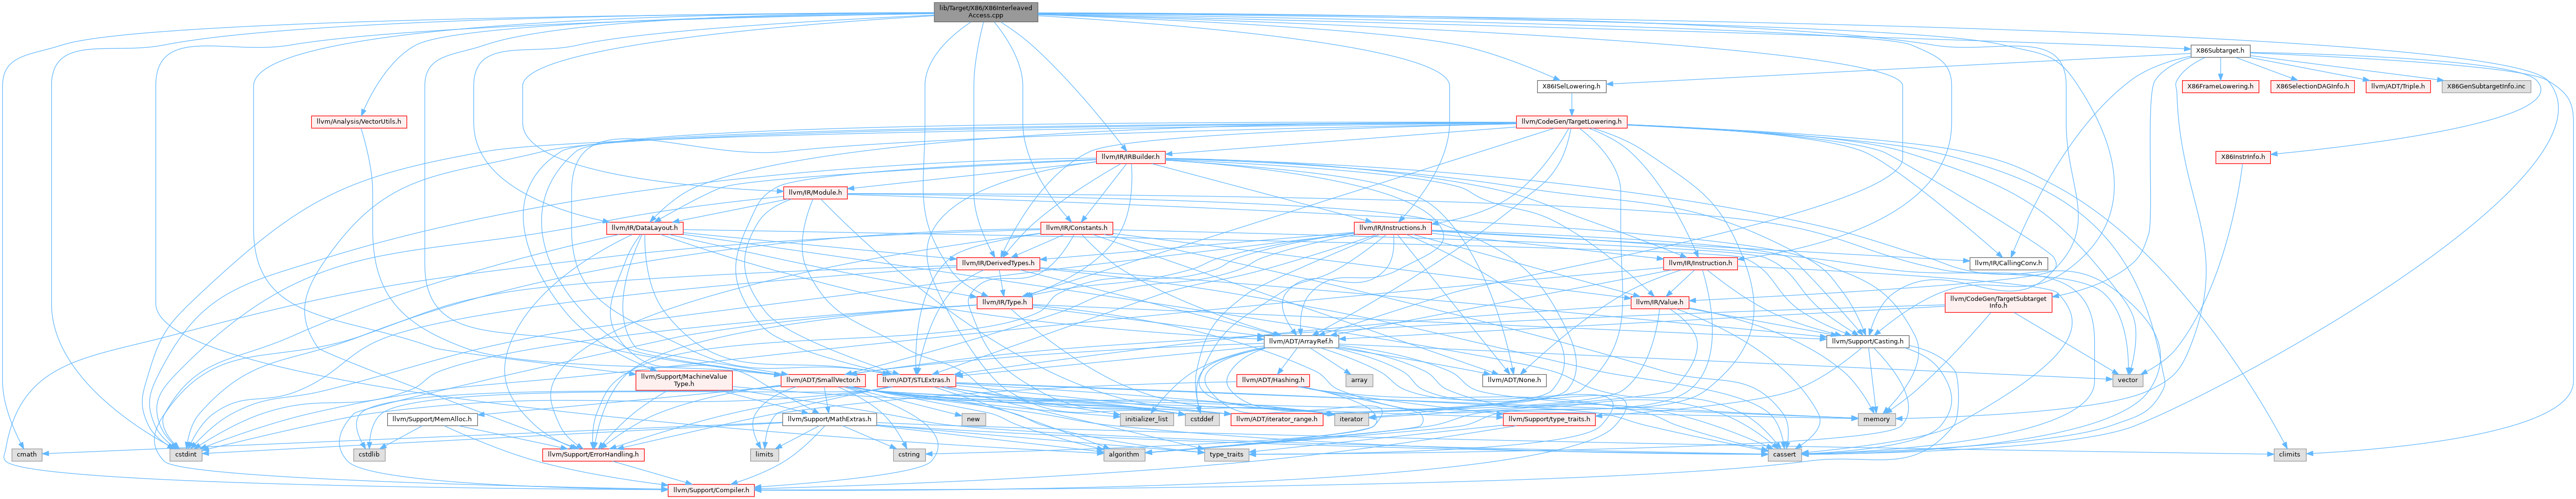 lib/Target/X86/X86Interleaved
Access.cpp
X86Subtarget.h
X86ISelLowering.h
X86FrameLowering.h
X86SelectionDAGInfo.h
llvm/ADT/Triple.h
X86GenSubtargetInfo.inc
llvm/Analysis/VectorUtils.h
llvm/CodeGen/TargetLowering.h
llvm/IR/IRBuilder.h
X86InstrInfo.h
llvm/IR/Module.h
llvm/IR/DataLayout.h
llvm/IR/Constants.h
llvm/IR/Instructions.h
llvm/IR/DerivedTypes.h
llvm/IR/Instruction.h
llvm/IR/CallingConv.h
llvm/IR/Type.h
llvm/IR/Value.h
llvm/CodeGen/TargetSubtarget
Info.h
llvm/ADT/ArrayRef.h
llvm/Support/Casting.h
llvm/Support/MachineValue
Type.h
llvm/ADT/SmallVector.h
llvm/ADT/STLExtras.h
llvm/ADT/Hashing.h
array
llvm/ADT/None.h
vector
llvm/Support/MemAlloc.h
llvm/Support/MathExtras.h
new
initializer_list
cstddef
llvm/ADT/iterator_range.h
iterator
llvm/Support/type_traits.h
memory
cmath
cstdint
cstdlib
llvm/Support/ErrorHandling.h
limits
cstring
algorithm
type_traits
cassert
climits
llvm/Support/Compiler.h